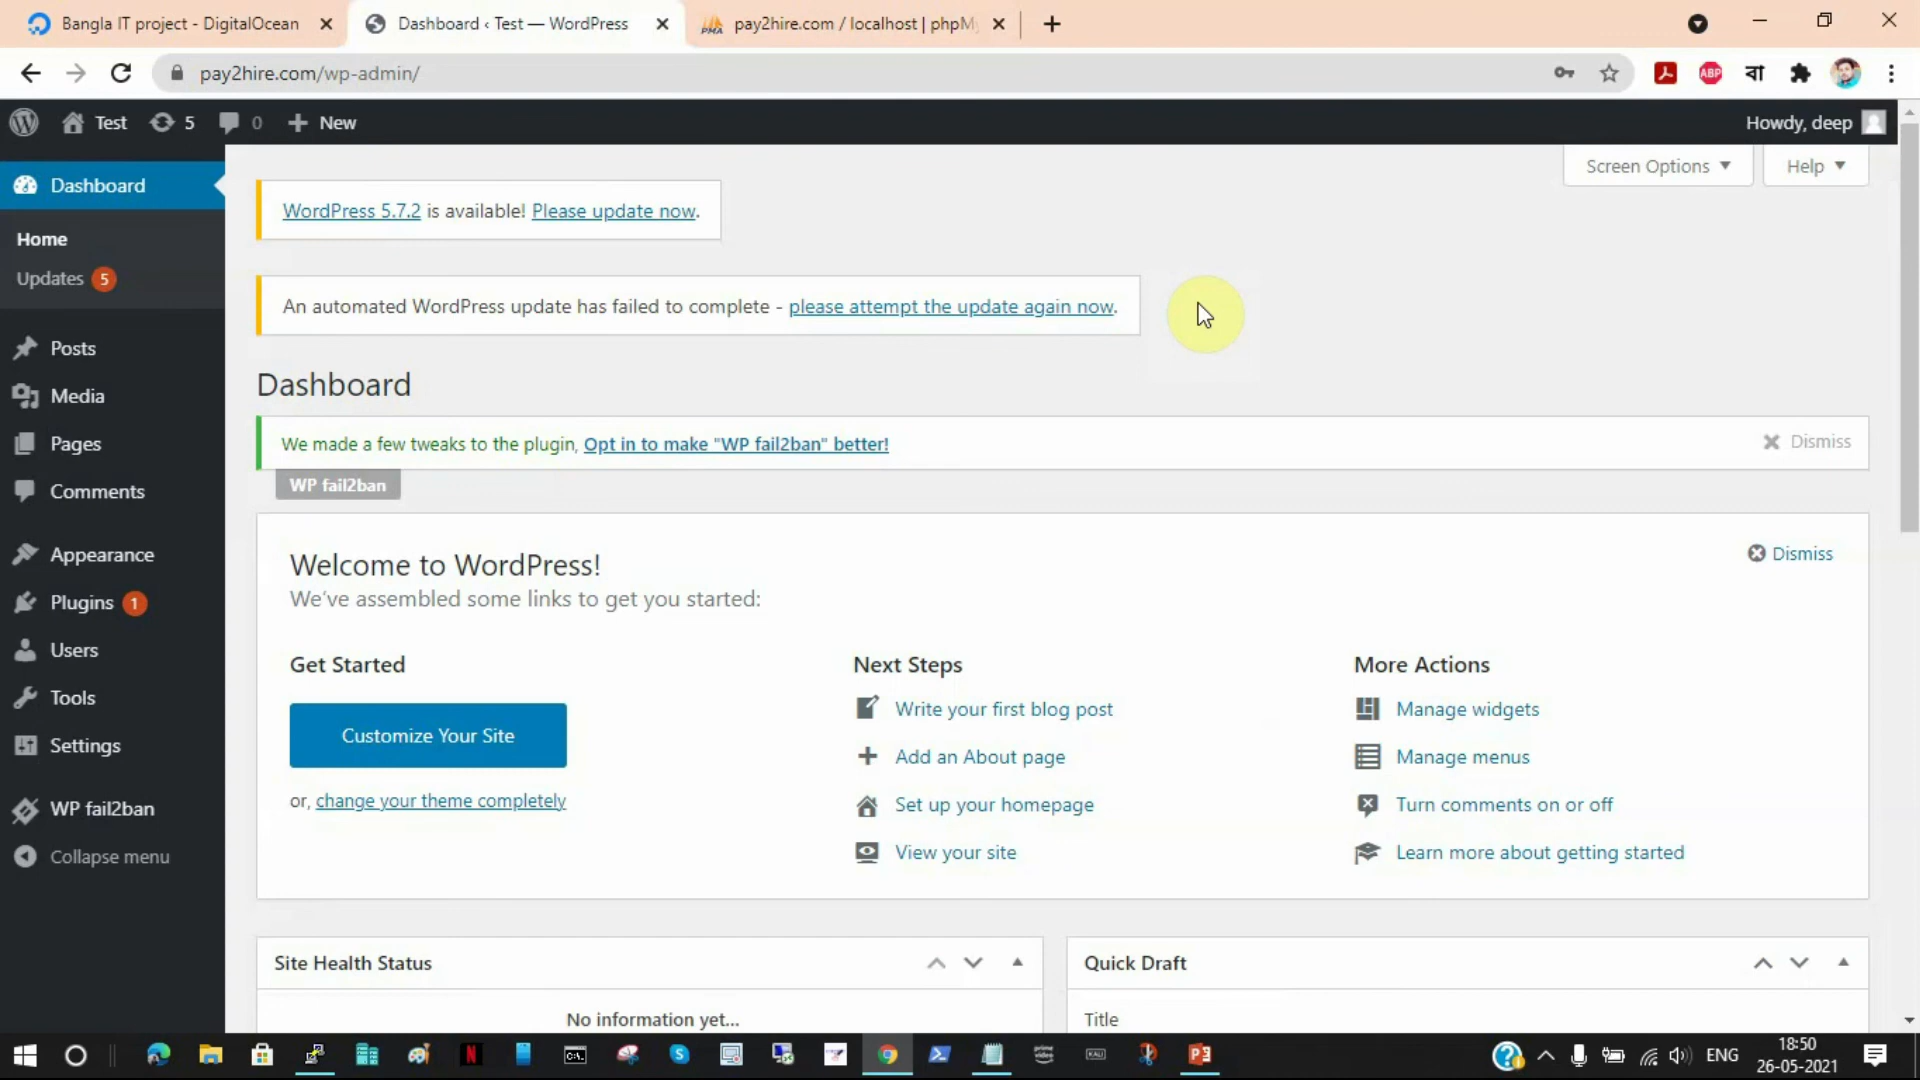 Bangla IT project - DigitalOcean
Dashboard ‹ Test — WordPress
pay2hire.com / localhost | phpM
pay2hire.com/wp-admin/
ABP
বা
Test
5
0
New
Howdy, deep
Dashboard
Home
Updates 5
Posts
Media
Pages
Comments
Appearance
Plugins 1
Users
Tools
Settings
WP fail2ban
Collapse menu
Screen Options
Help
WordPress 5.7.2 is available! Please update now.
An automated WordPress update has failed to complete - please attempt the update again now.
Dashboard
We made a few tweaks to the plugin, Opt in to make "WP fail2ban" better!
Dismiss
WP fail2ban
Welcome to WordPress!
Dismiss
We've assembled some links to get you started:
Get Started
Customize Your Site
or, change your theme completely
Next Steps
Write your first blog post
Add an About page
Set up your homepage
View your site
More Actions
Manage widgets
Manage menus
Turn comments on or off
Learn more about getting started
Site Health Status
No information yet...
Quick Draft
Title
ENG
18:50
26-05-2021